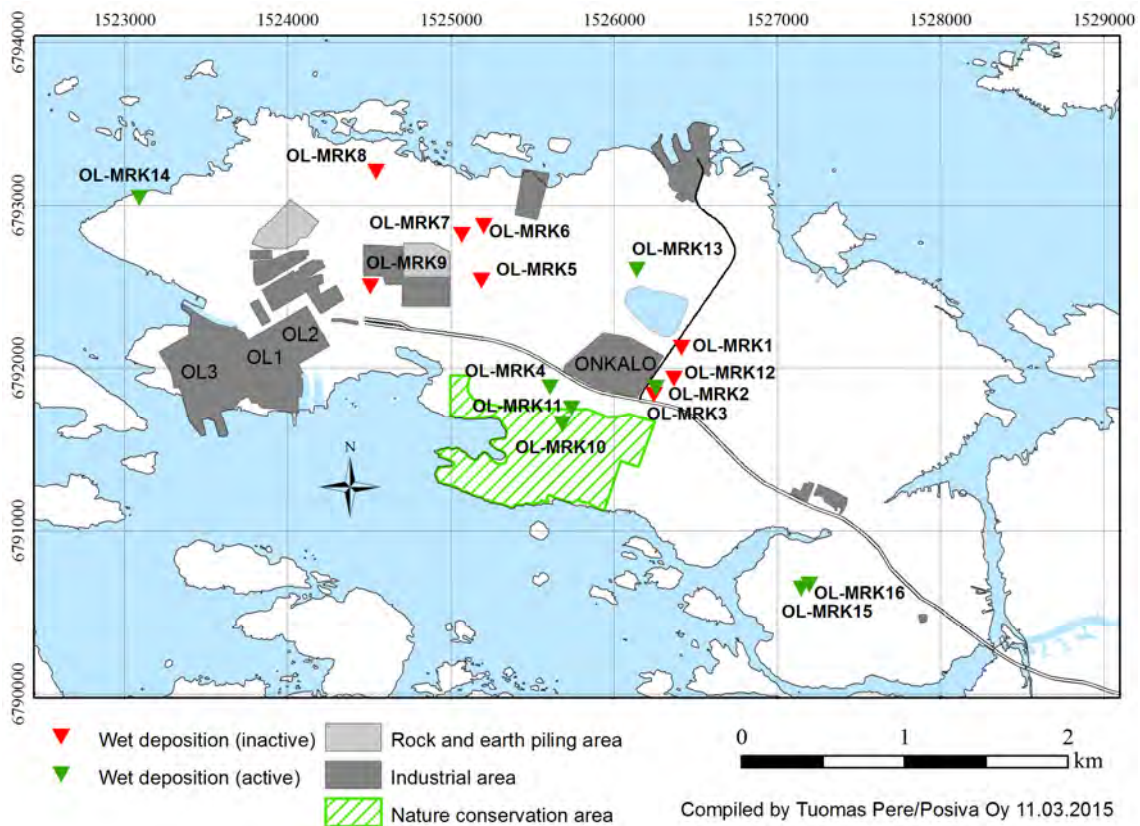 1523000 1524000 1525000 1526000 1527000 1528000 1529000
6794000
OL-MRK8
OL-MRK14
6793000
OL-MRK7
OL-MRK6
OL-MRK13
OL-MRK9
OL-MRK5
OL2
OL-MRK1
OL1
OL3
6792000
OL-MRK4
ONKALO
OL-MRK12
OL-MRK2
OL-MRK11
OL-MRK3
OL-MRK10
N
6791000
OL-MRK16
OL-MRK15
6790000
Wet deposition (inactive)
Wet deposition (active)
Rock and earth piling area
Industrial area
Nature conservation area
0 1 2
km
Compiled by Tuomas Pere/Posiva Oy 11.03.2015